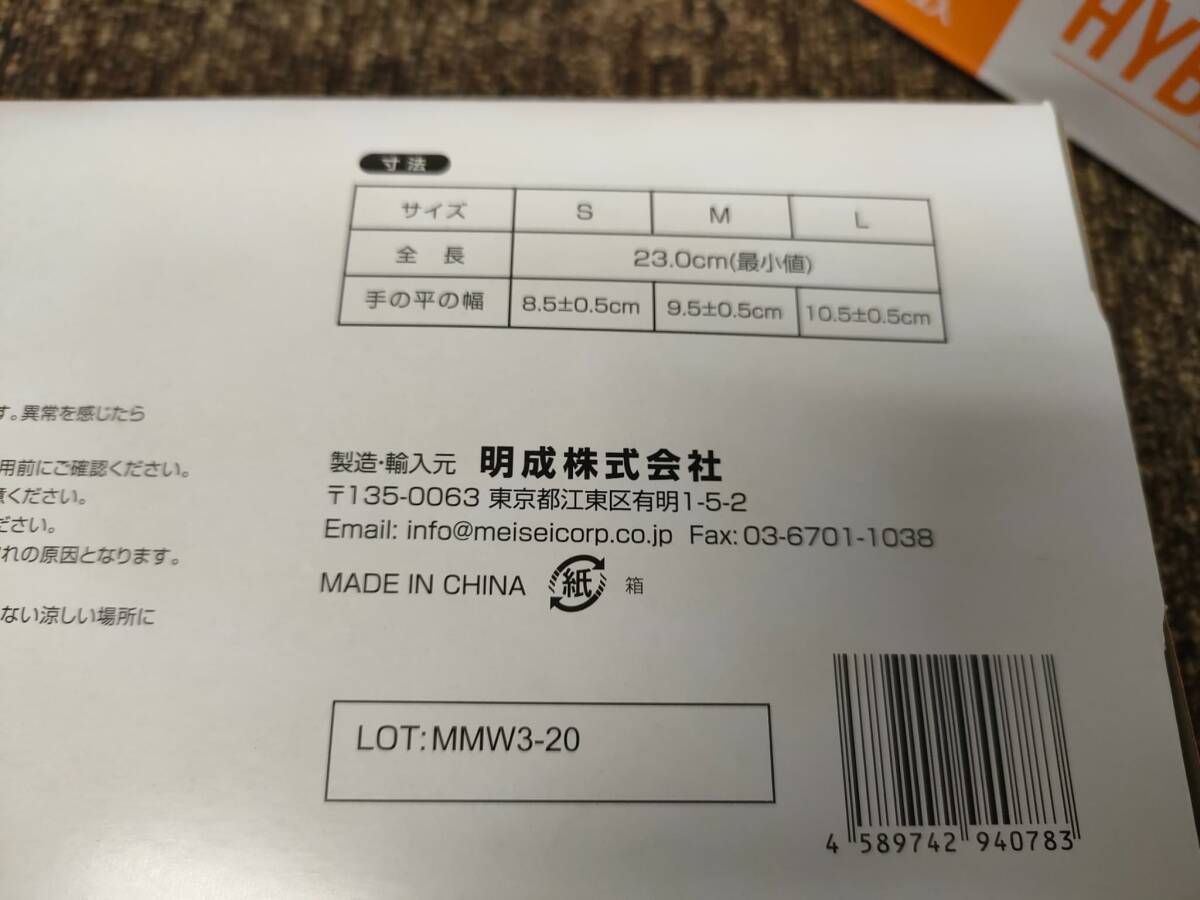 入
HYB
寸法
サイズ S M L
全長 23.0cm(最小値)
手の平の幅 8.5±0.5cm 9.5±0.5cm 10.5±0.5cm
す。異常を感じたら
用前にご確認ください。
意ください。
ださい。
れの原因となります。
ない涼しい場所に
製造・輸入元 明成株式会社
〒135-0063 東京都江東区有明1-5-2
Email: info@meiseicorp.co.jp Fax: 03-6701-1038
MADE IN CHINA 紙 箱
LOT: MMW3-20
4 589742 940783